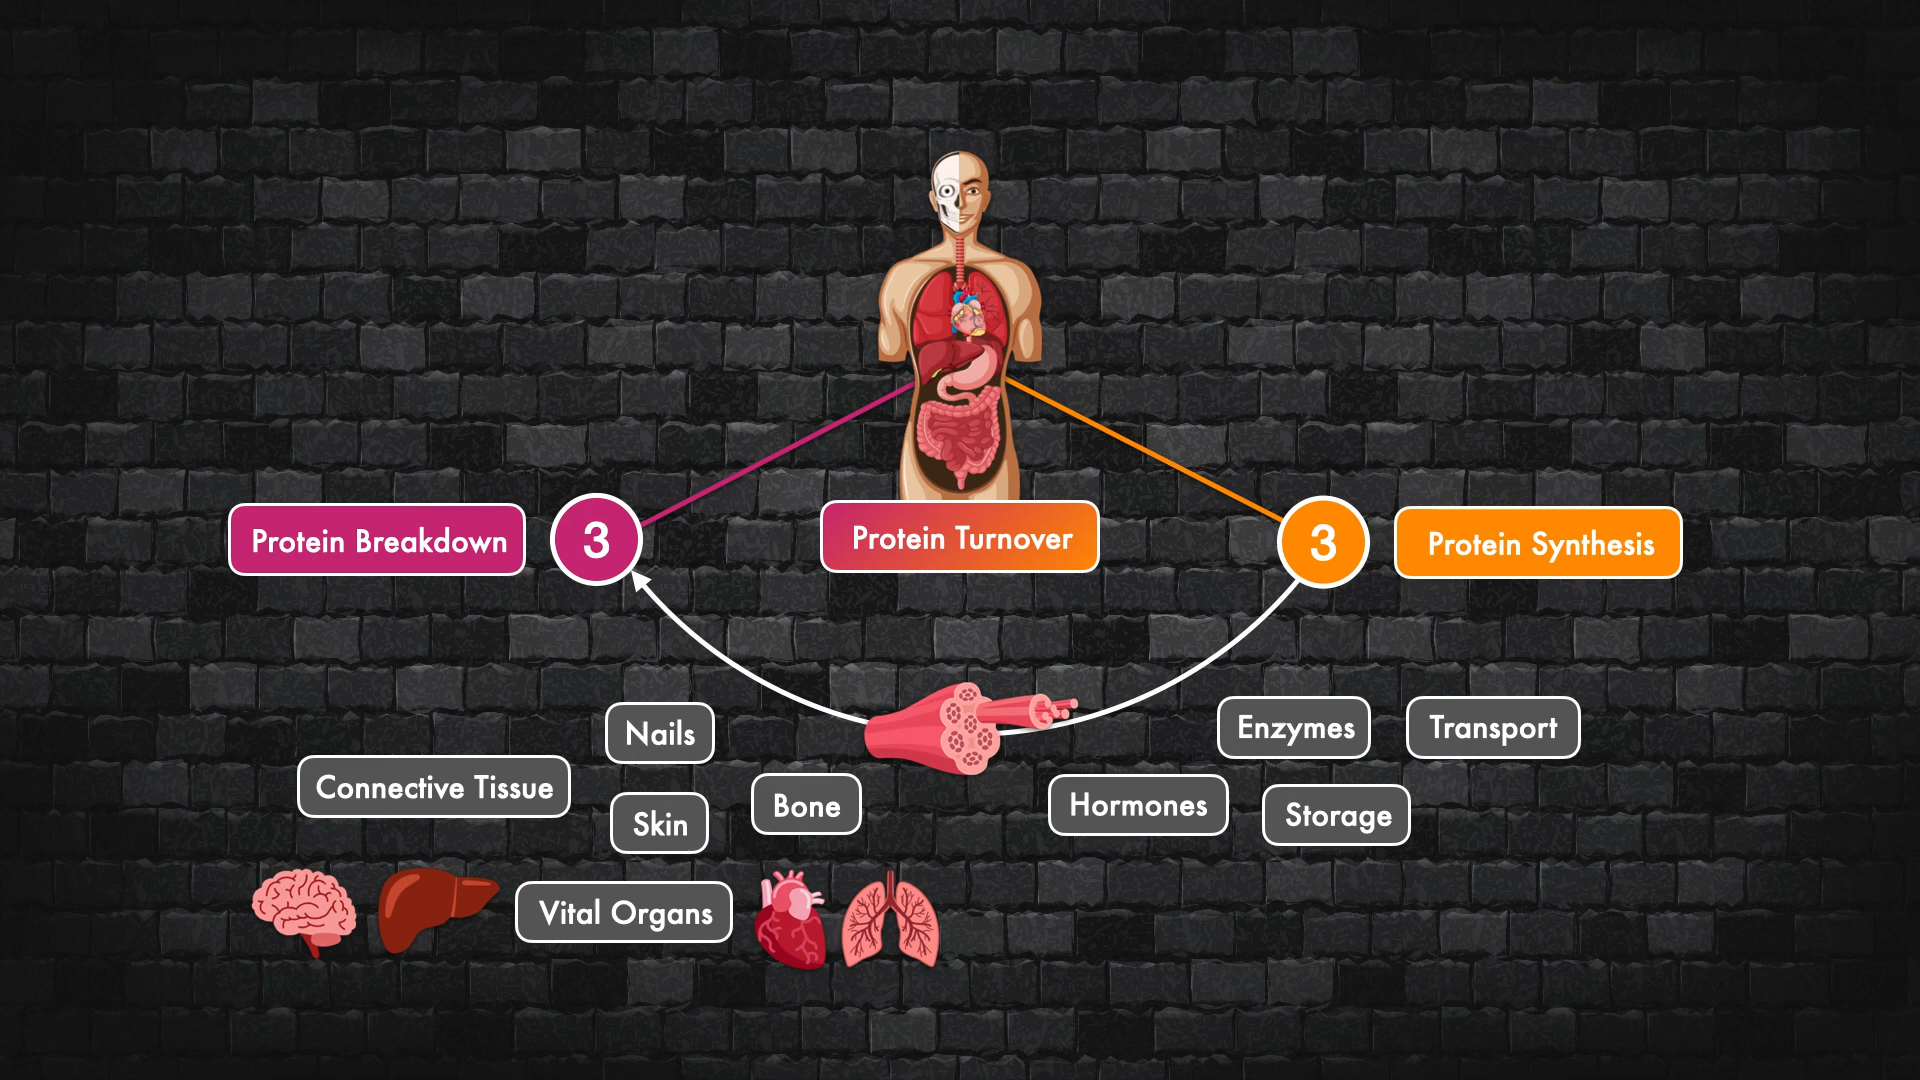 Protein Breakdown
3
Protein Turnover
3
Protein Synthesis
Nails
Enzymes
Transport
Connective Tissue
Bone
Hormones
Skin
Storage
Vital Organs